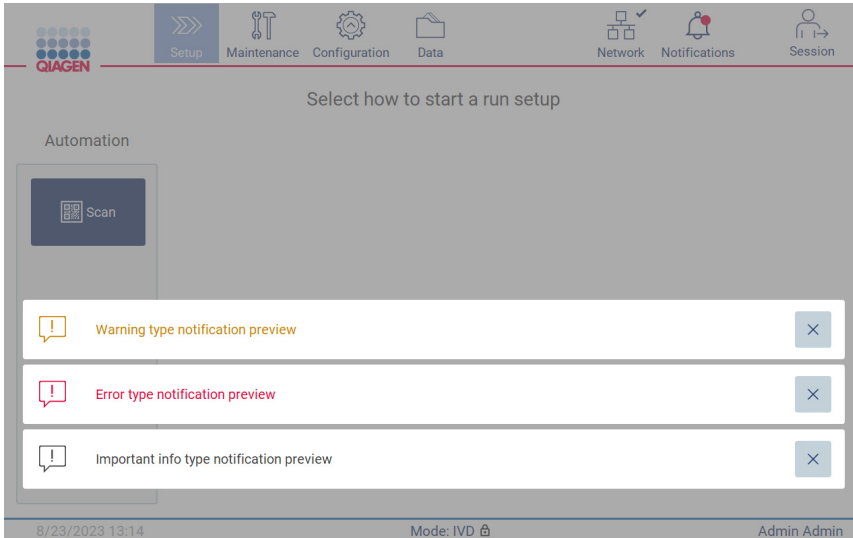 QIAGEN
Setup
Maintenance
Configuration
Data
Network
Notifications
Session
Select how to start a run setup
Automation
Scan
Warning type notification preview
Error type notification preview
Important info type notification preview
8/23/2023 13:14
Mode: IVD
Admin Admin